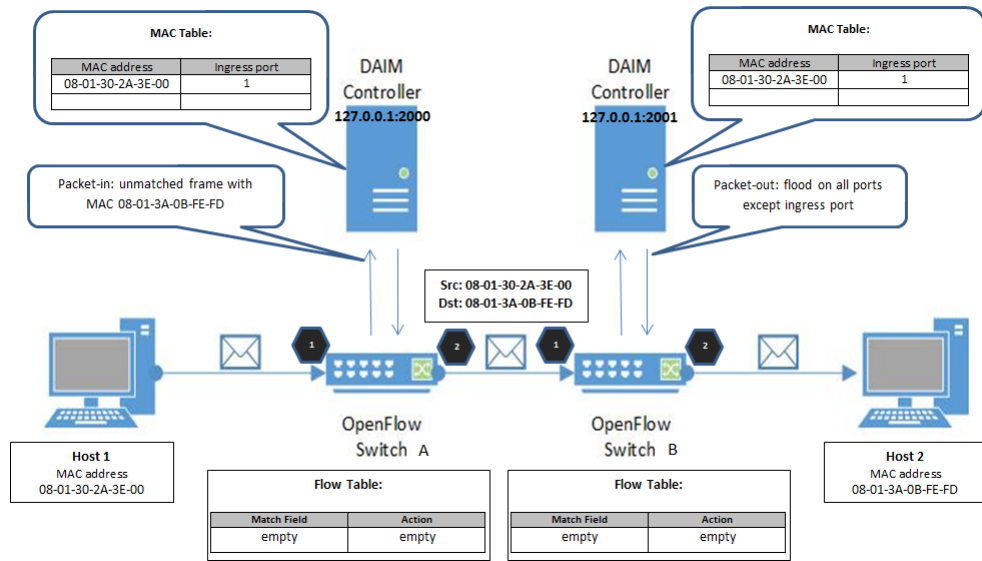 MAC Table:
MAC address Ingress port
08-01-30-2A-3E-00 1
DAIM
Controller
127.0.0.1:2000
DAIM
Controller
127.0.0.1:2001
MAC Table:
MAC address Ingress port
08-01-30-2A-3E-00 1
Packet-in: unmatched frame with
MAC 08-01-3A-0B-FE-FD
Packet-out: flood on all ports
except ingress port
Src: 08-01-30-2A-3E-00
Dst: 08-01-3A-0B-FE-FD
1
2
1
2
OpenFlow
Switch A
OpenFlow
Switch B
Host 1
MAC address
08-01-30-2A-3E-00
Host 2
MAC address
08-01-3A-0B-FE-FD
Flow Table:
Match Field Action
empty empty
Flow Table:
Match Field Action
empty empty